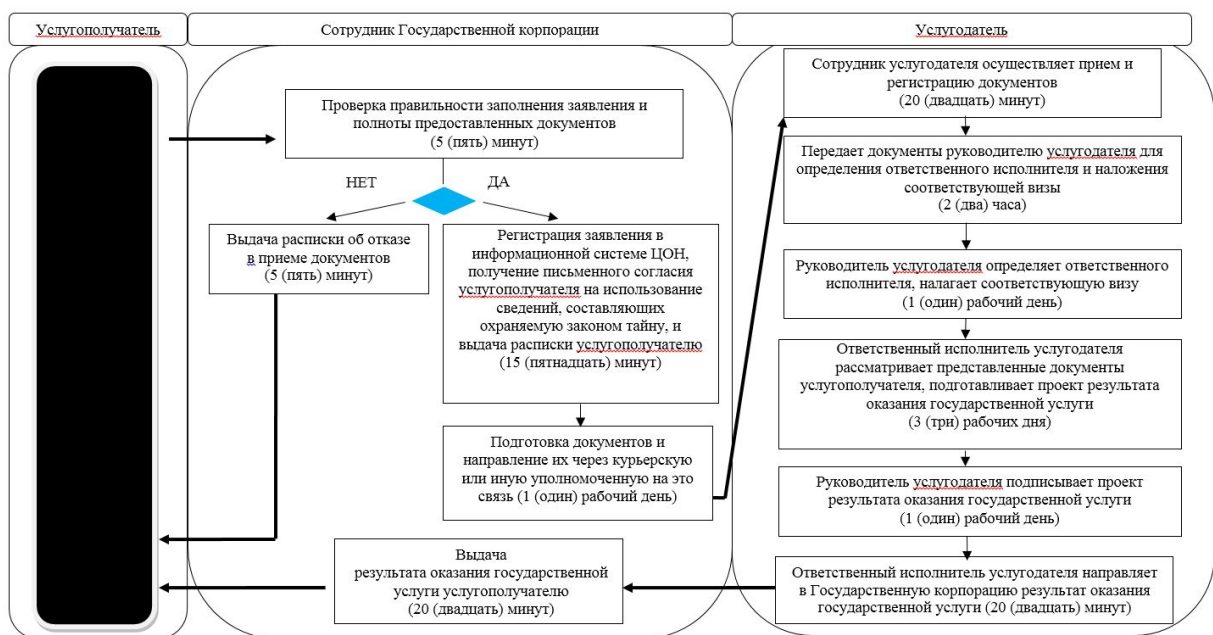 Услугополучатель
Сотрудник Государственной корпорации
Услугодатель
Проверка правильности заполнения заявления и
полноты предоставленных документов
(5 (пять) минут)
НЕТ
ДА
Выдача расписки об отказе
в приеме документов
(5 (пять) минут)
Регистрация заявления в
информационной системе ЦОН,
получение письменного согласия
услугополучателя на использование
сведений, составляющих
охраняемую законом тайну, и
выдача расписки услугополучателю
(15 (пятнадцать) минут)
Подготовка документов и
направление их через курьерскую
или иную уполномоченную на это
связь (1 (один) рабочий день)
Сотрудник услугодателя осуществляет прием и
регистрацию документов
(20 (двадцать) минут)
Передает документы руководителю услугодателя для
определения ответственного исполнителя и наложения
соответствующей визы
(2 (два) часа)
Руководитель услугодателя определяет ответственного
исполнителя, налагает соответствующую визу
(1 (один) рабочий день)
Ответственный исполнитель услугодателя
рассматривает представленные документы
услугополучателя, подготавливает проект результата
оказания государственной услуги
(3 (три) рабочих дня)
Руководитель услугодателя подписывает проект
результата оказания государственной услуги
(1 (один) рабочий день)
Ответственный исполнитель услугодателя направляет
в Государственную корпорацию результат оказания
государственной услуги (20 (двадцать) минут)
Выдача
результата оказания государственной
услуги услугополучателю
(20 (двадцать) минут)